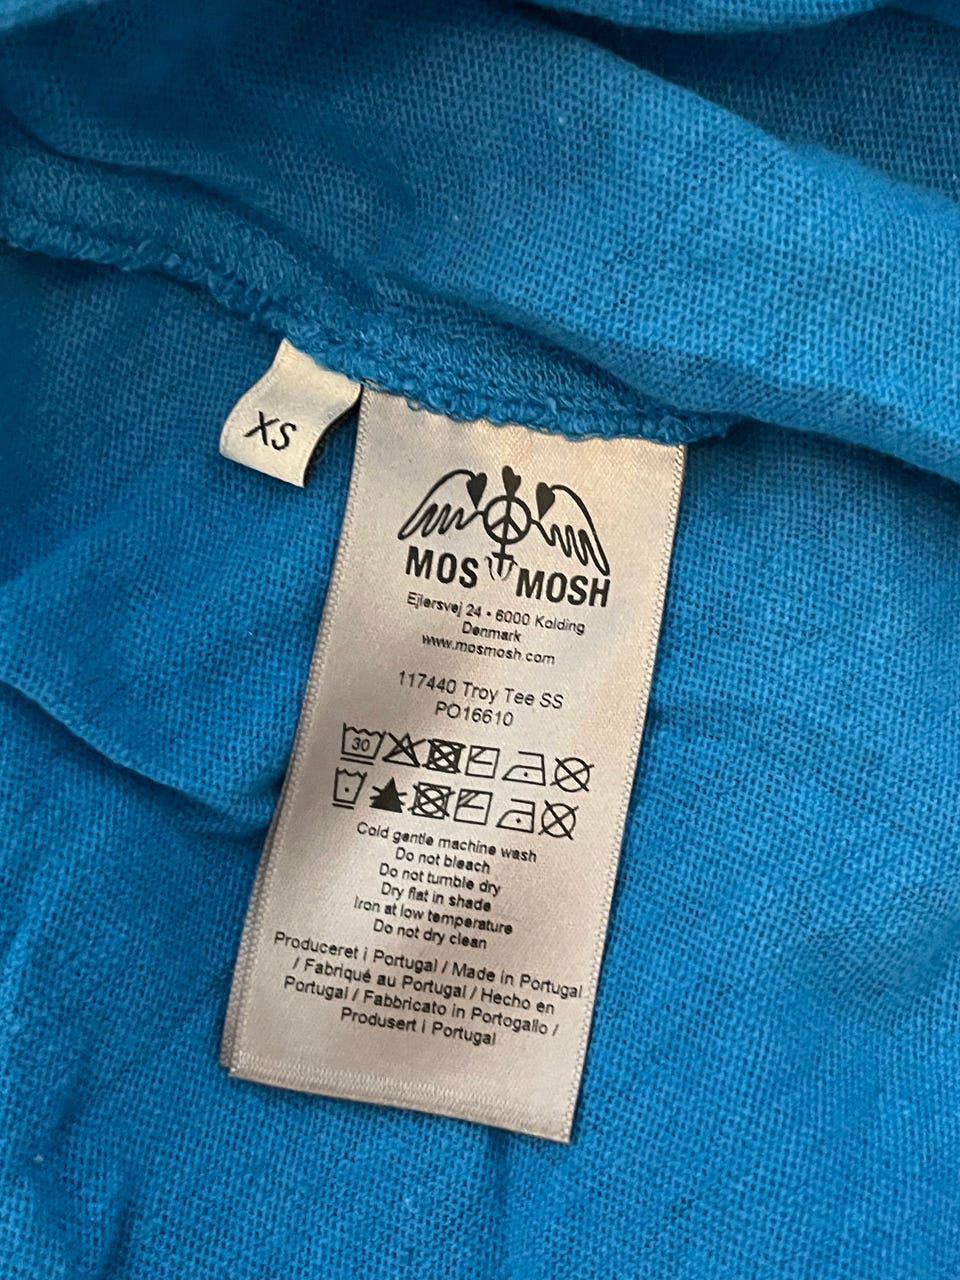 XS
MOS MOSH
Ejlersvej 24 • 6000 Kolding
Denmark
www.mosmosh.com
117440 Troy Tee SS
PO16610
30
Cold gentle machine wash
Do not bleach
Do not tumble dry
Dry flat in shade
Iron at low temperature
Do not dry clean
Produceret i Portugal / Made in Portugal
/ Fabriqué au Portugal / Hecho en
Portugal / Fabbricato in Portogallo /
Produsert i Portugal